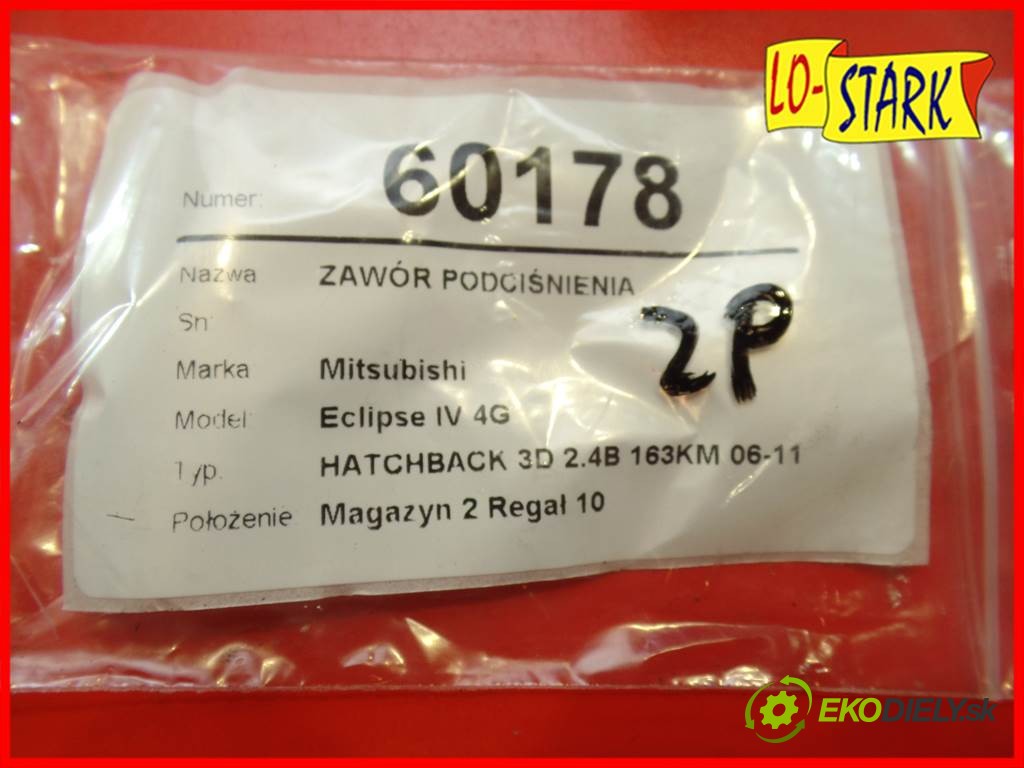 LO-STARK
Numer: 60178
Nazwa ZAWÓR PODCIŚNIENIA
2P
Sn:
Marka Mitsubishi
Model: Eclipse IV 4G
Typ. HATCHBACK 3D 2.4B 163KM 06-11
Położenie Magazyn 2 Regał 10
EKODIELY.sk